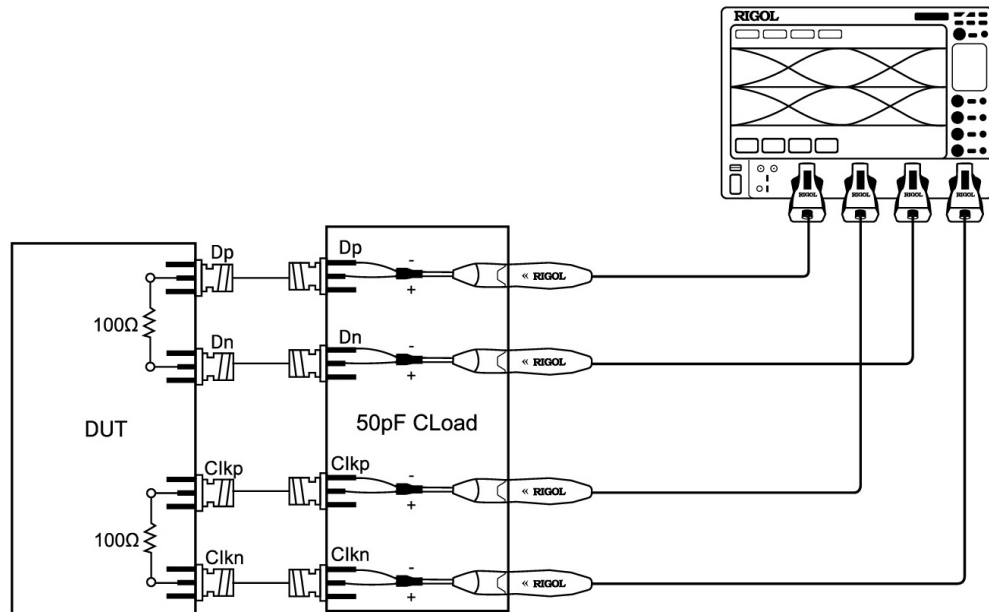 RIGOL
RIGOL
RIGOL
RIGOL
RIGOL
Dp
Dp
-
« RIGOL
+
100Ω
Dn
Dn
-
« RIGOL
+
DUT
50pF CLoad
Clkp
Clkp
-
« RIGOL
+
100Ω
Clkn
Clkn
-
« RIGOL
+